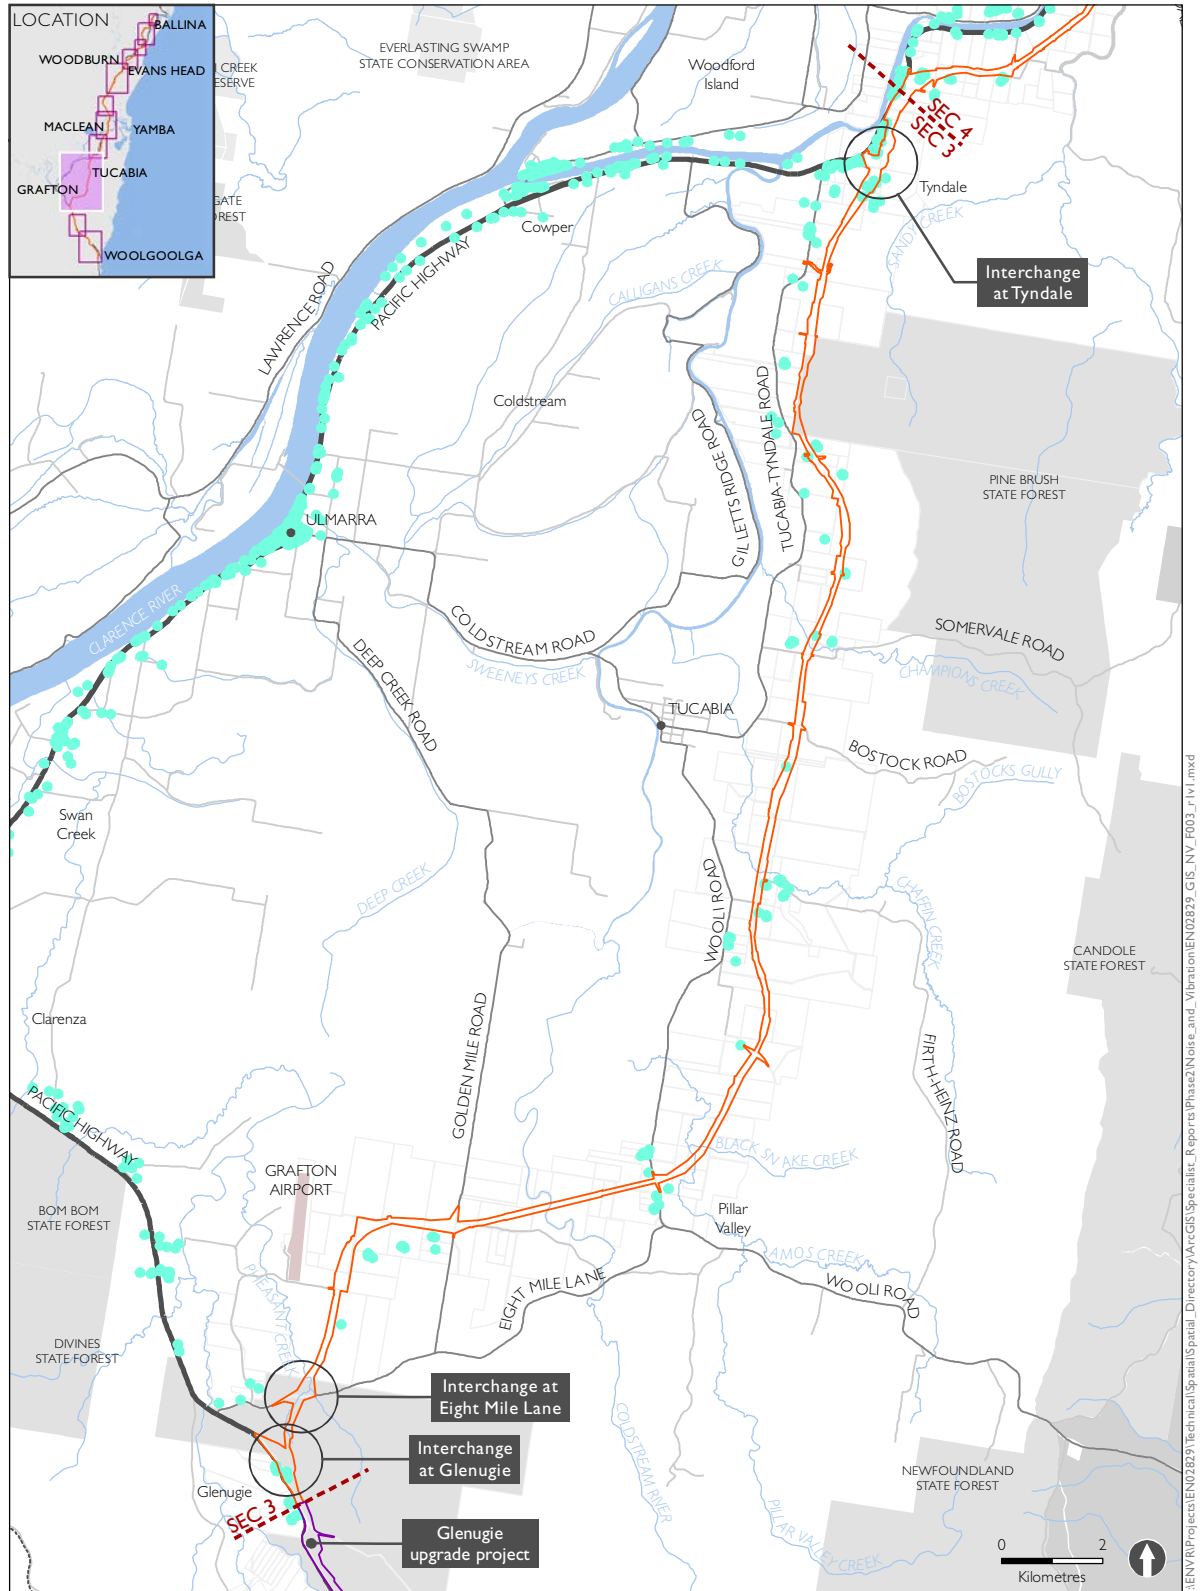 LOCATION
BALLINA
WOODBURN
EVANS HEAD
MACLEAN
YAMBA
TUCABIA
GRAFTON
WOOLGOOLGA
EVERLASTING SWAMP
STATE CONSERVATION AREA
CREEK
ESERVE
GATE
Woodford
Island
SEC 4
SEC 3
Tyndale
SANDY CREEK
Interchange
at Tyndale
Cowper
PACIFIC HIGHWAY
LAWRENCE ROAD
CALLIGANS CREEK
Coldstream
GILLETTS RIDGE ROAD
TUCABIA-TYNDALE ROAD
PINE BRUSH
STATE FOREST
ULMARRA
CLARENCE RIVER
COLDSTREAM ROAD
SWEENEYS CREEK
DEEP CREEK ROAD
SOMERVALE ROAD
CHAMPIONS CREEK
TUCABIA
BOSTOCK ROAD
BOSTOCKS GULLY
Swan
Creek
DEEP CREEK
WOOLI ROAD
CHAFFIN CREEK
CANDOLE
STATE FOREST
Clarenza
GOLDEN MILE ROAD
FIRTH-HEINZ ROAD
PACIFIC HIGHWAY
BLACK SNAKE CREEK
GRAFTON
AIRPORT
BOM BOM
STATE FOREST
Pillar
Valley
AMOS CREEK
PHEASANT CREEK
EIGHT MILE LANE
WOOLI ROAD
DIVINES
STATE FOREST
Interchange at
Eight Mile Lane
Interchange
at Glenugie
COLDSTREAM RIVER
NEWFOUNDLAND
STATE FOREST
Glenugie
SEC 3
Glenugie
upgrade project
PILLAR VALLEY CREEK
0 2
Kilometres